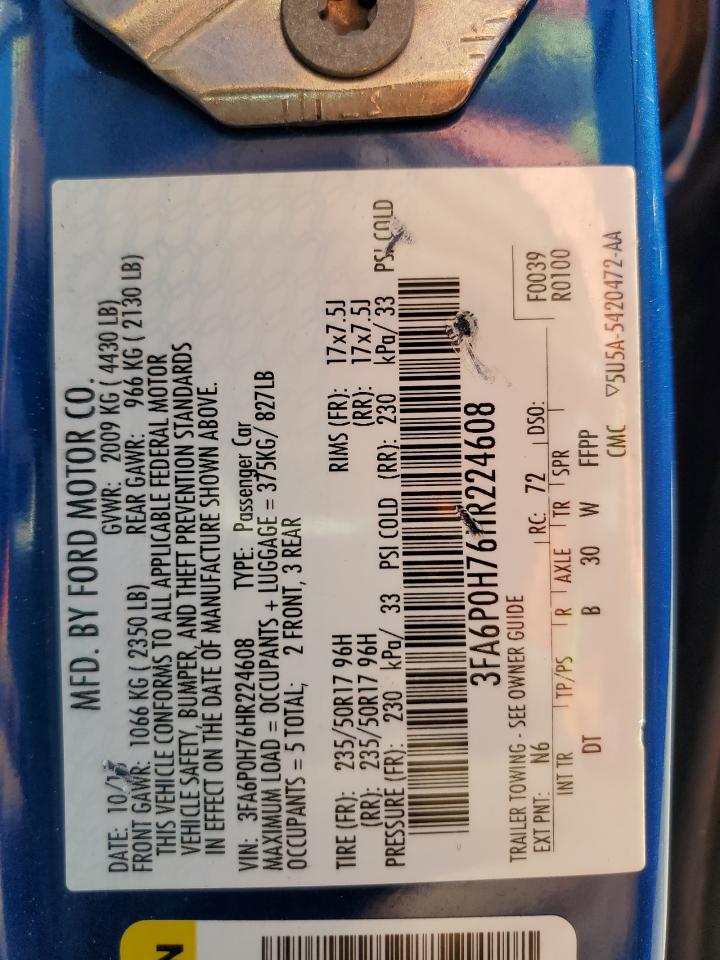 MFD. BY FORD MOTOR CO.
DATE: 10/ GVWR: 2009 KG ( 4430 LB)
FRONT GAWR: 1066 KG ( 2350 LB) REAR GAWR: 966 KG ( 2130 LB)
THIS VEHICLE CONFORMS TO ALL APPLICABLE FEDERAL MOTOR
VEHICLE SAFETY, BUMPER, AND THEFT PREVENTION STANDARDS
IN EFFECT ON THE DATE OF MANUFACTURE SHOWN ABOVE.
VIN: 3FA6P0H76HR224608 TYPE: Passenger Car
MAXIMUM LOAD = OCCUPANTS + LUGGAGE = 375KG/ 827LB
OCCUPANTS = 5 TOTAL; 2 FRONT, 3 REAR
TIRE (FR): 235/50R17 96H RIMS (FR): 17x7.5J
(RR): 235/50R17 96H (RR): 17x7.5J
PRESSURE (FR): 230 kPa/ 33 PSI COLD (RR): 230 kPa/ 33 PSI COLD
3FA6P0H76HR224608
TRAILER TOWING - SEE OWNER GUIDE
EXT PNT: N6 RC: 72 DSO: F0039
R0100
INT TR TP/PS R AXLE TR SPR
DT B 30 W FFPP
CMC ▽5U5A-5420472-AA
N